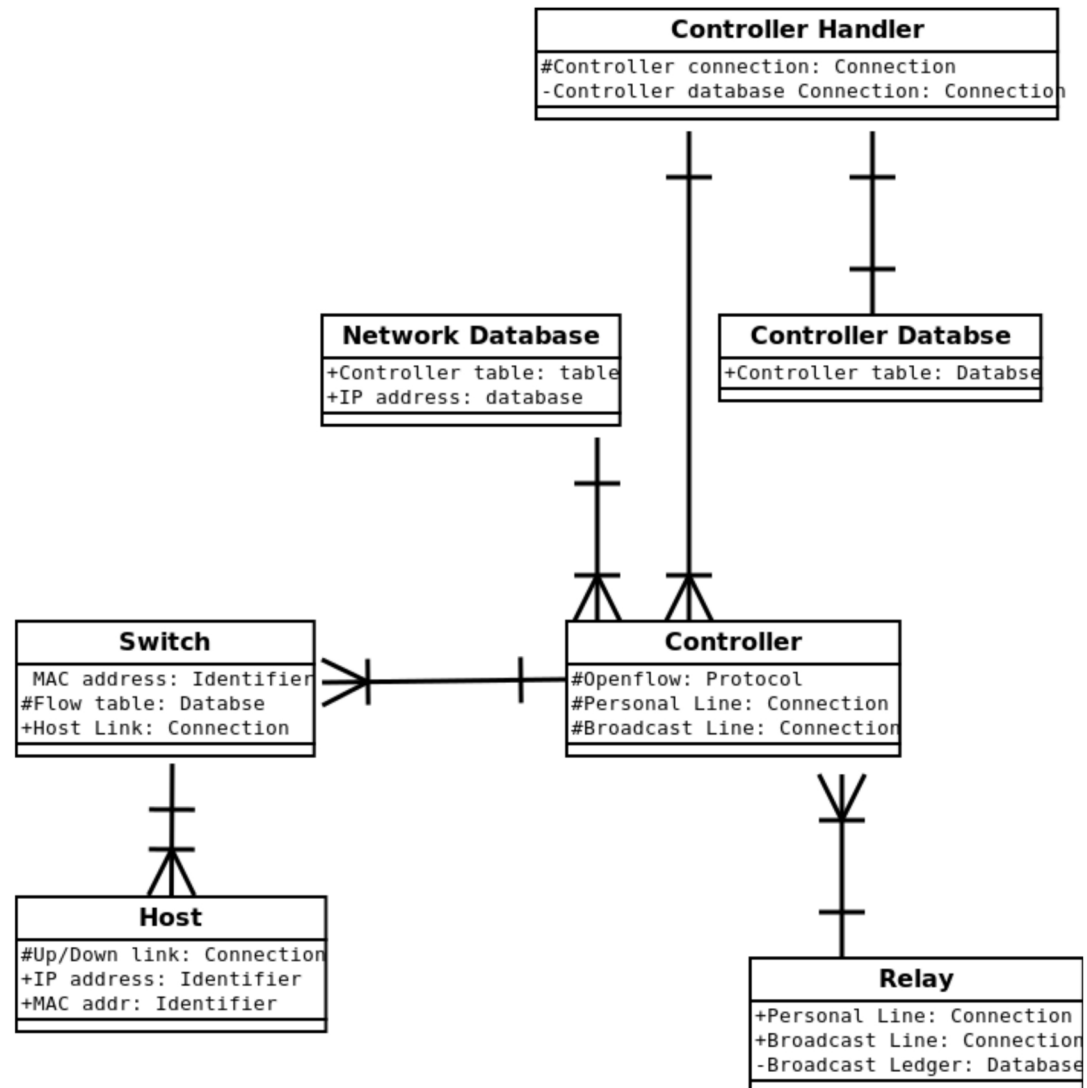 Controller Handler
#Controller connection: Connection
-Controller database Connection: Connection
Network Database
+Controller table: table
+IP address: database
Controller Databse
+Controller table: Databse
Switch
MAC address: Identifier
#Flow table: Databse
+Host Link: Connection
Controller
#Openflow: Protocol
#Personal Line: Connection
#Broadcast Line: Connection
Host
#Up/Down link: Connection
+IP address: Identifier
+MAC addr: Identifier
Relay
+Personal Line: Connection
+Broadcast Line: Connection
-Broadcast Ledger: Database